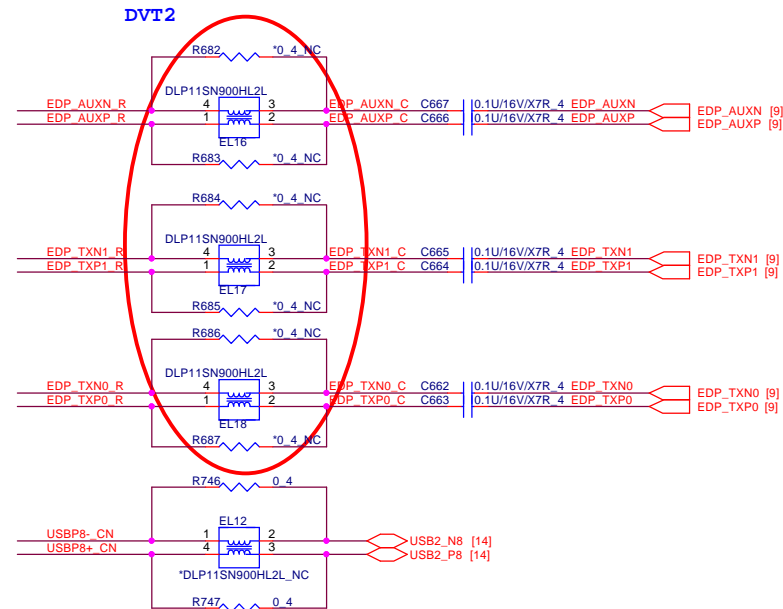 DVT2
R682 *0_4_NC
DLP11SN900HL2L
EDP_AUXN_R 4 3 EDP_AUXN_C C667 0.1U/16V/X7R_4 EDP_AUXN EDP_AUXN [9]
EDP_AUXP_R 1 2 EDP_AUXP_C C666 0.1U/16V/X7R_4 EDP_AUXP EDP_AUXP [9]
EL16
R683 *0_4_NC
R684 *0_4_NC
DLP11SN900HL2L
EDP_TXN1_R 4 3 EDP_TXN1_C C665 0.1U/16V/X7R_4 EDP_TXN1 EDP_TXN1 [9]
EDP_TXP1_R 1 2 EDP_TXP1_C C664 0.1U/16V/X7R_4 EDP_TXP1 EDP_TXP1 [9]
EL17
R685 *0_4_NC
R686 *0_4_NC
DLP11SN900HL2L
EDP_TXN0_R 4 3 EDP_TXN0_C C662 0.1U/16V/X7R_4 EDP_TXN0 EDP_TXN0 [9]
EDP_TXP0_R 1 2 EDP_TXP0_C C663 0.1U/16V/X7R_4 EDP_TXP0 EDP_TXP0 [9]
EL18
R687 *0_4_NC
R746 0_4
EL12
USBP8-_CN 1 2 USB2_N8 [14]
USBP8+_CN 4 3 USB2_P8 [14]
*DLP11SN900HL2L_NC
R747 0_4